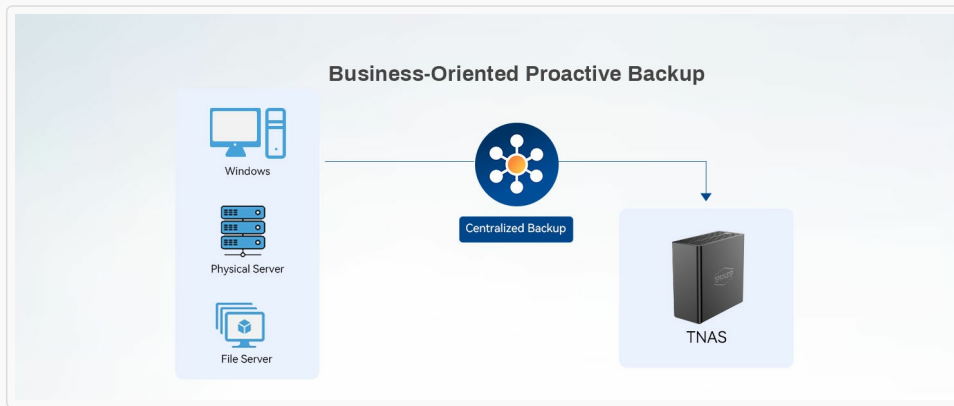 Business-Oriented Proactive Backup
Windows
Physical Server
File Server
Centralized Backup
TNAS